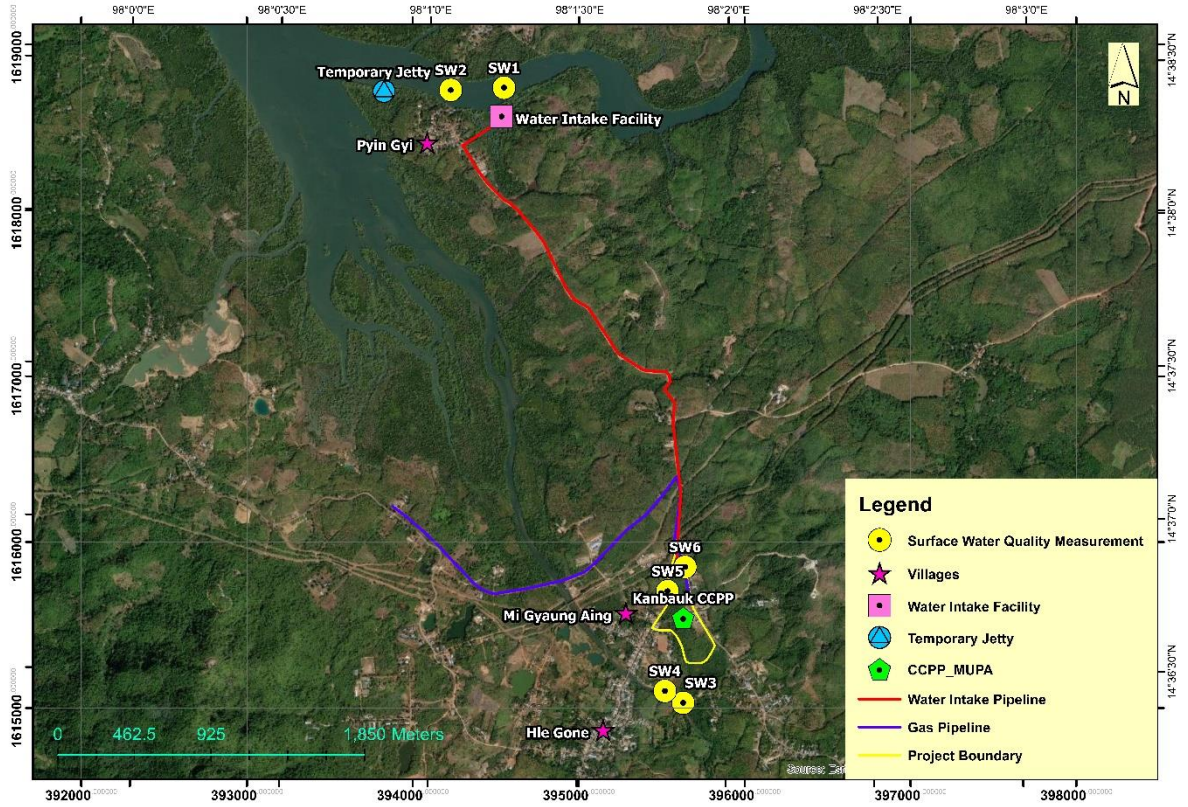 98°0'0"E 98°0'30"E 98°1'0"E 98°1'30"E 98°2'0"E 98°2'30"E 98°3'0"E
1619000
1618000
1617000
1616000
1615000
14°38'30"N
14°38'0"N
14°37'30"N
14°37'0"N
14°36'30"N
N
Temporary Jetty
SW2
SW1
Water Intake Facility
Pyin Gyi
SW6
SW5
Kanbauk CCPP
Mi Gyaung Aing
SW4
SW3
Hle Gone
0 462.5 925 1,850 Meters
Legend
Surface Water Quality Measurement
Villages
Water Intake Facility
Temporary Jetty
CCPP_MUPA
Water Intake Pipeline
Gas Pipeline
Project Boundary
Source:
392000 393000 394000 395000 396000 397000 398000